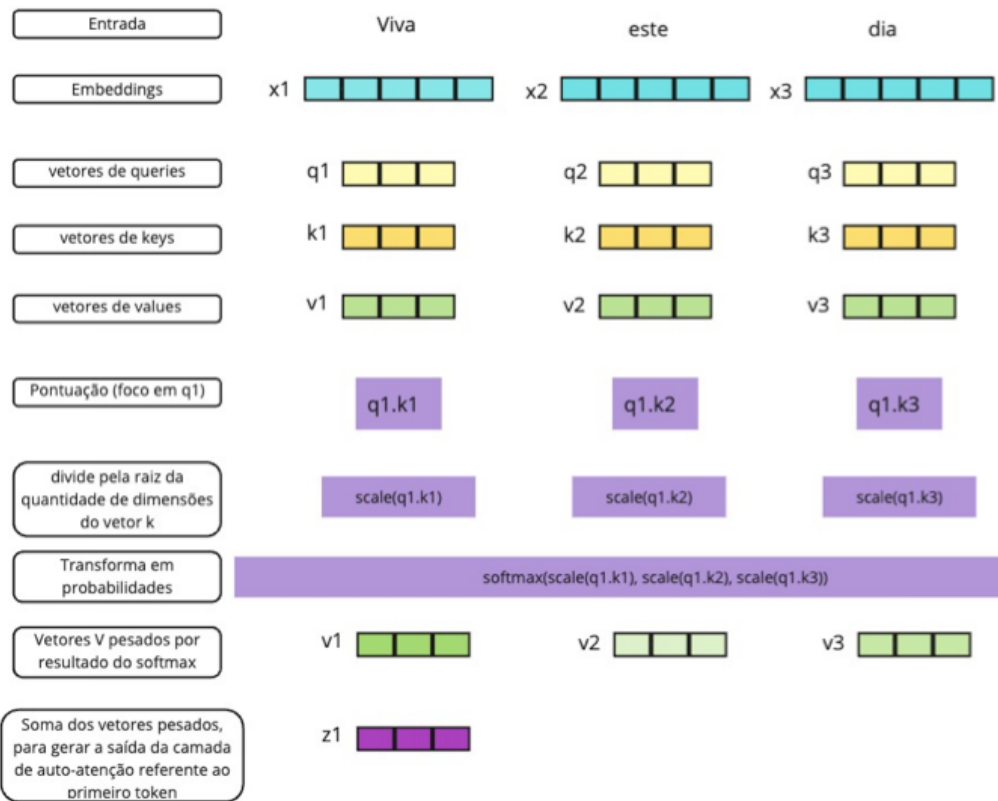 Entrada
Viva
este
dia
Embeddings
x1
x2
x3
vetores de queries
q1
q2
q3
vetores de keys
k1
k2
k3
vetores de values
v1
v2
v3
Pontuação (foco em q1)
q1.k1
q1.k2
q1.k3
divide pela raiz da
quantidade de dimensões
do vetor k
scale(q1.k1)
scale(q1.k2)
scale(q1.k3)
Transforma em
probabilidades
softmax(scale(q1.k1), scale(q1.k2), scale(q1.k3))
Vetores V pesados por
resultado do softmax
v1
v2
v3
Soma dos vetores pesados,
para gerar a saída da camada
de auto-atenção referente ao
primeiro token
z1